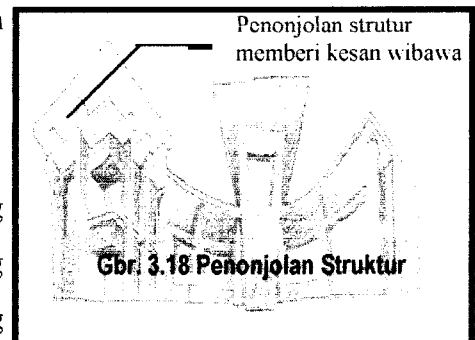 Penonjolan strutur
memberi kesan wibawa
Gbr. 3.18 Penonjolan Struktur